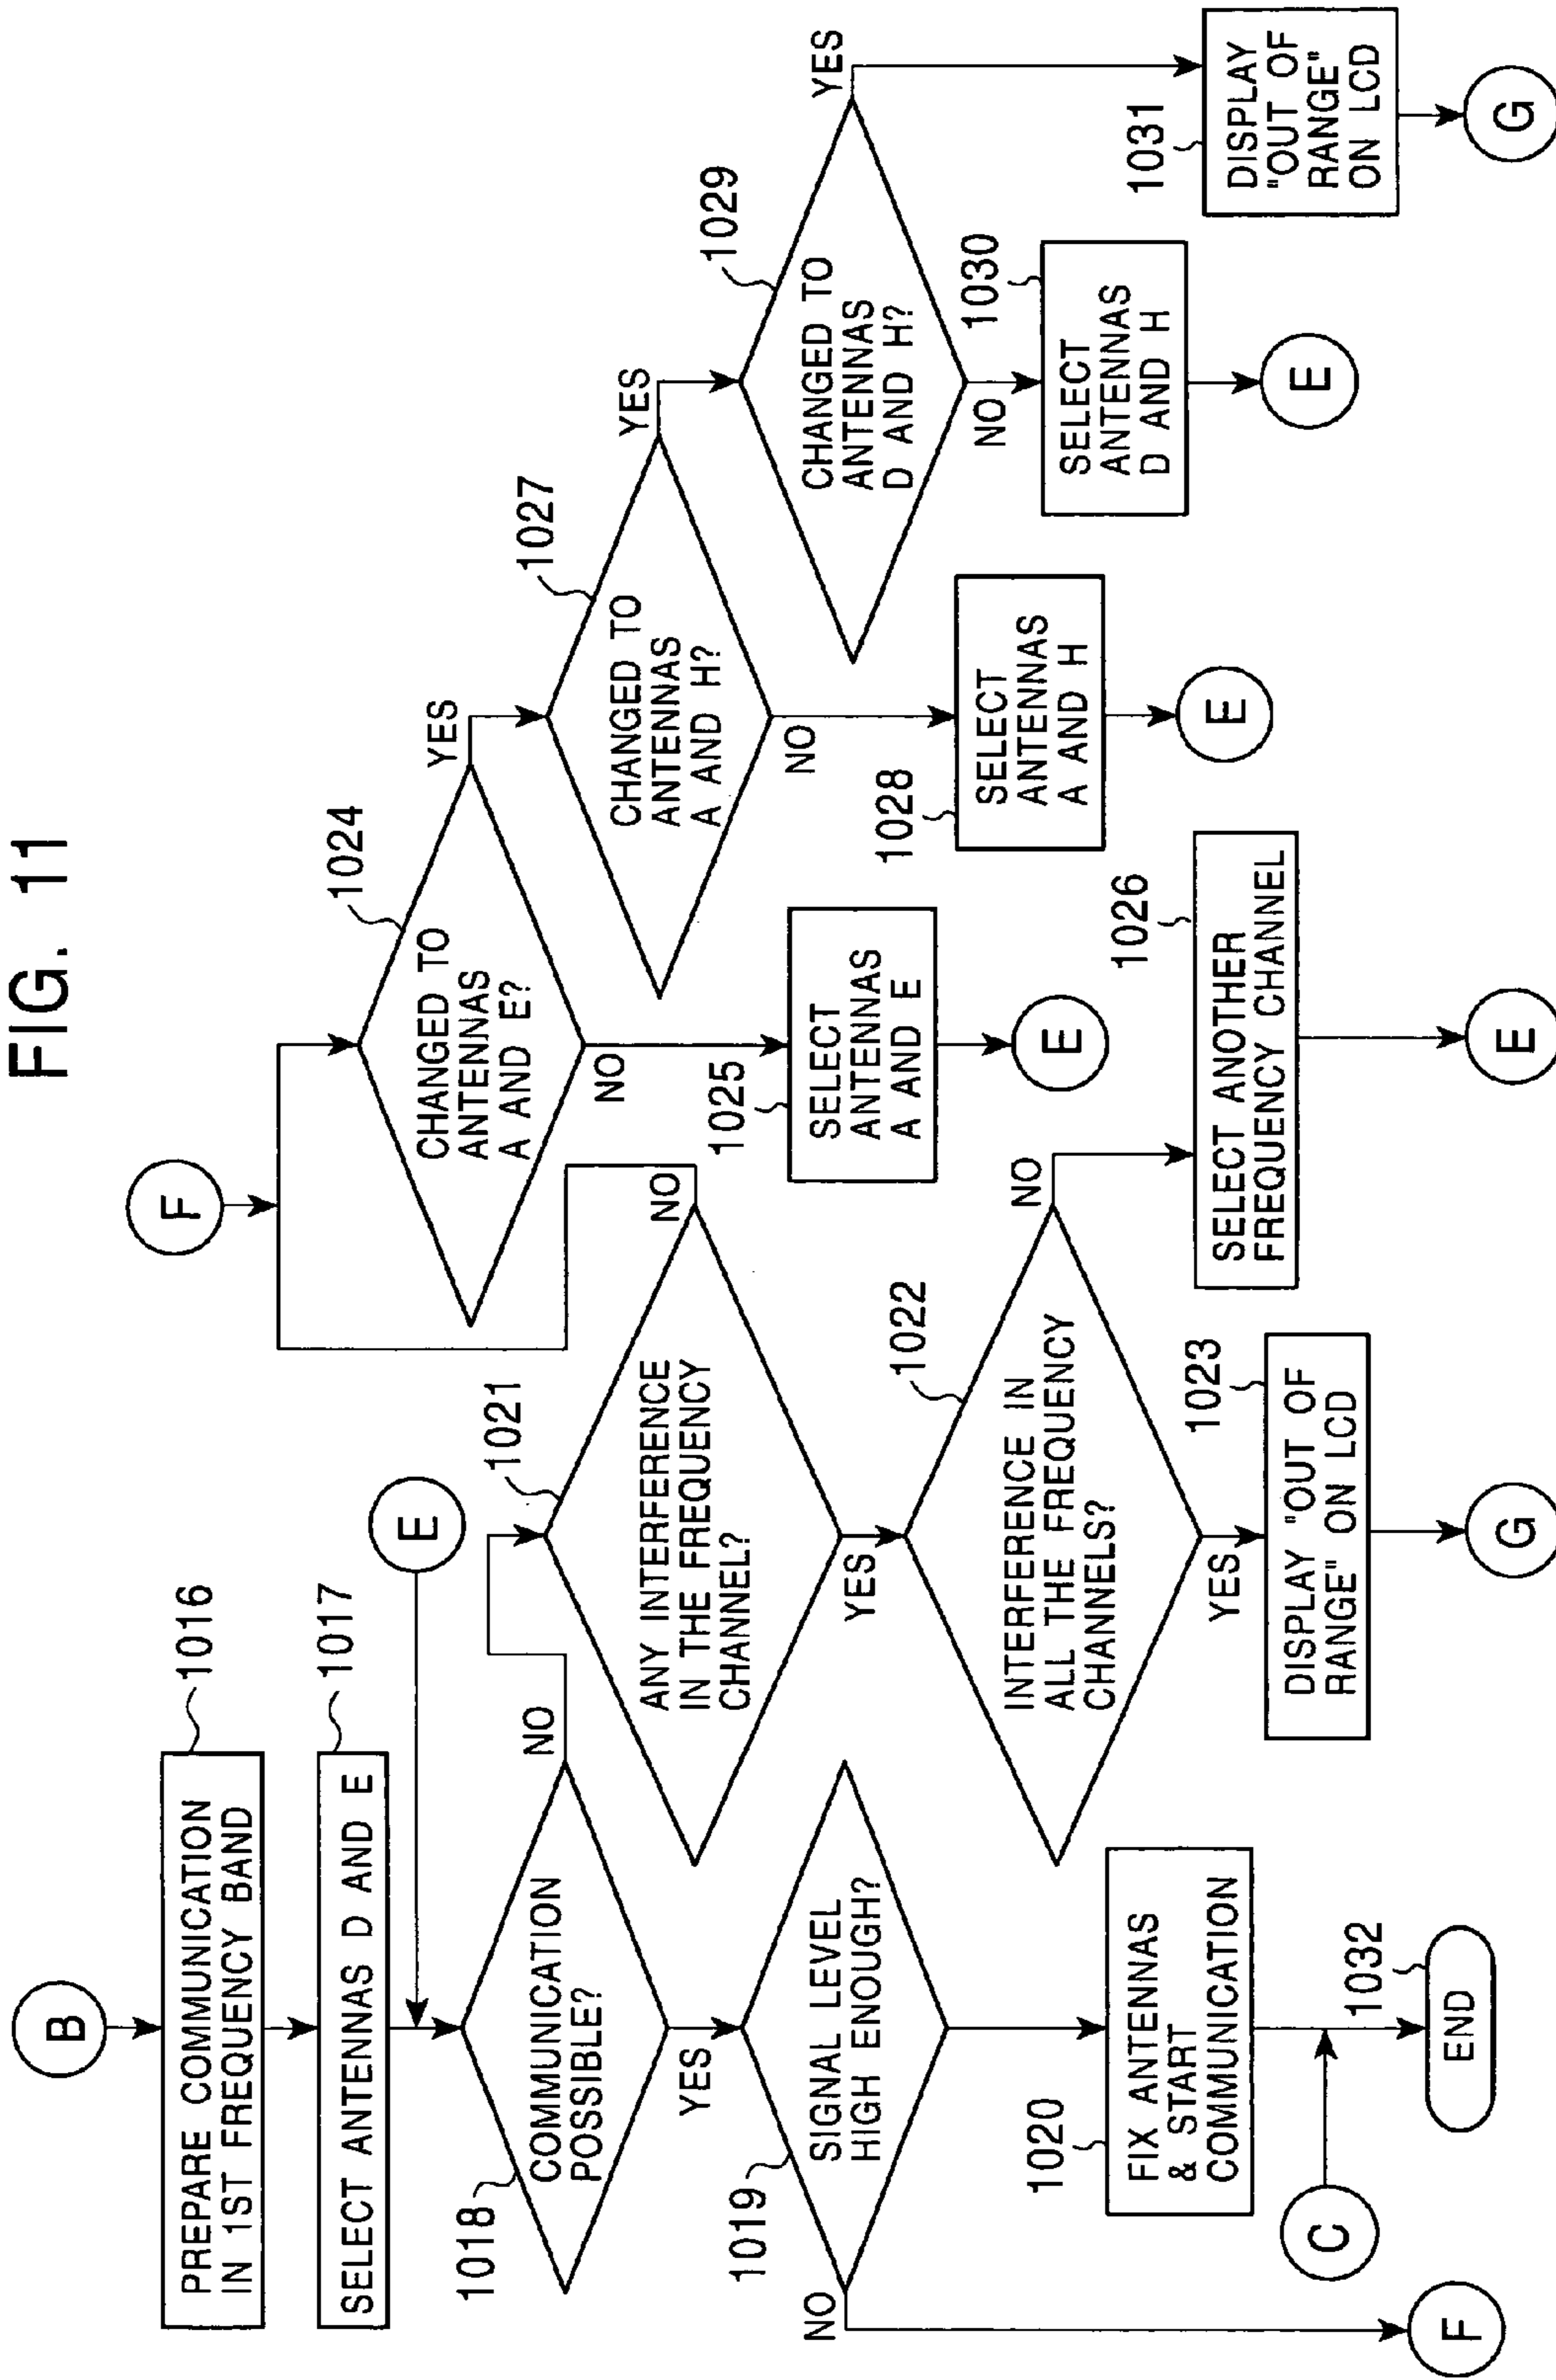 FIG. 11
B
PREPARE COMMUNICATION
IN 1ST FREQUENCY BAND
1016
SELECT ANTENNAS D AND E
1017
E
1018
COMMUNICATION
POSSIBLE?
NO
YES
1019
SIGNAL LEVEL
HIGH ENOUGH?
NO
F
1020
FIX ANTENNAS
& START
COMMUNICATION
C
1032
END
1021
ANY INTERFERENCE
IN THE FREQUENCY
CHANNEL?
NO
YES
1022
INTERFERENCE IN
ALL THE FREQUENCY
CHANNELS?
NO
YES
1023
DISPLAY "OUT OF
RANGE" ON LCD
G
1026
SELECT ANOTHER
FREQUENCY CHANNEL
E
F
1024
CHANGED TO
ANTENNAS
A AND E?
YES
NO
1025
SELECT
ANTENNAS
A AND E
E
1027
CHANGED TO
ANTENNAS
A AND H?
YES
NO
1028
SELECT
ANTENNAS
A AND H
E
1029
CHANGED TO
ANTENNAS
D AND H?
YES
NO
1030
SELECT
ANTENNAS
D AND H
E
1031
DISPLAY
"OUT OF
RANGE"
ON LCD
G